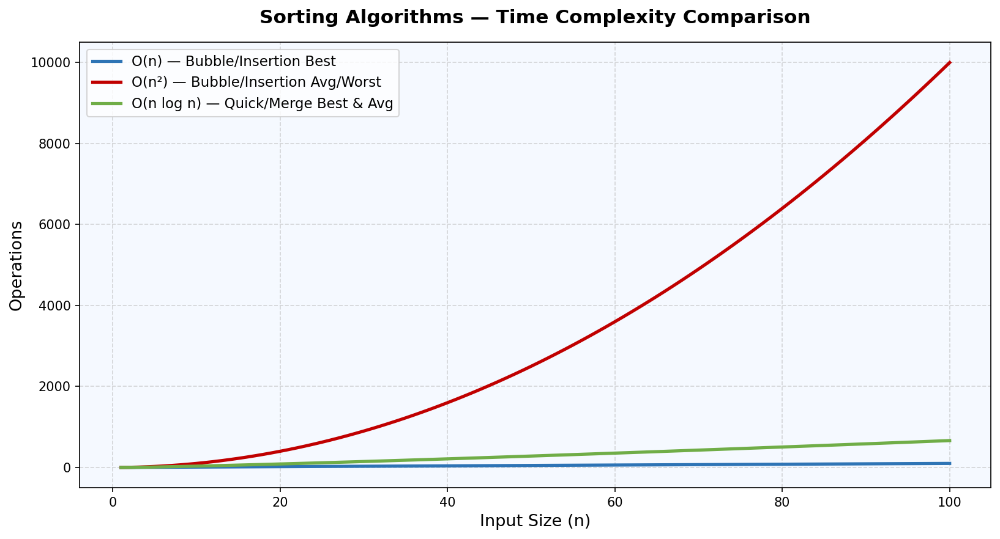 Sorting Algorithms — Time Complexity Comparison
O(n) — Bubble/Insertion Best
O(n²) — Bubble/Insertion Avg/Worst
O(n log n) — Quick/Merge Best & Avg
Operations
10000
8000
6000
4000
2000
0
0 20 40 60 80 100
Input Size (n)